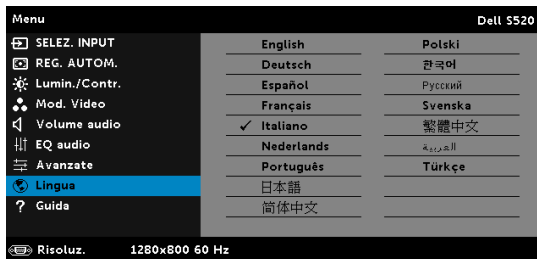 Menu
Dell S520
SELEZ. INPUT
REG. AUTOM.
Lumin./Contr.
Mod. Video
Volume audio
EQ audio
Avanzate
Lingua
Guida
English
Deutsch
Español
Français
Italiano
Nederlands
Português
日本語
简体中文
Polski
한국어
Русский
Svenska
繁體中文
العربية
Türkçe
Risoluz.
1280x800 60 Hz